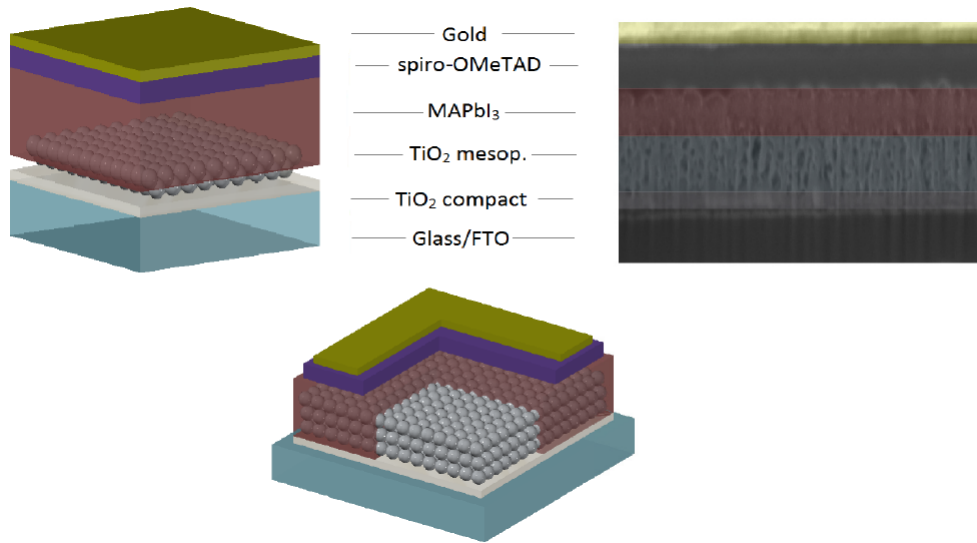 Gold
spiro-OMeTAD
MAPbI₃
TiO₂ mesop.
TiO₂ compact
Glass/FTO